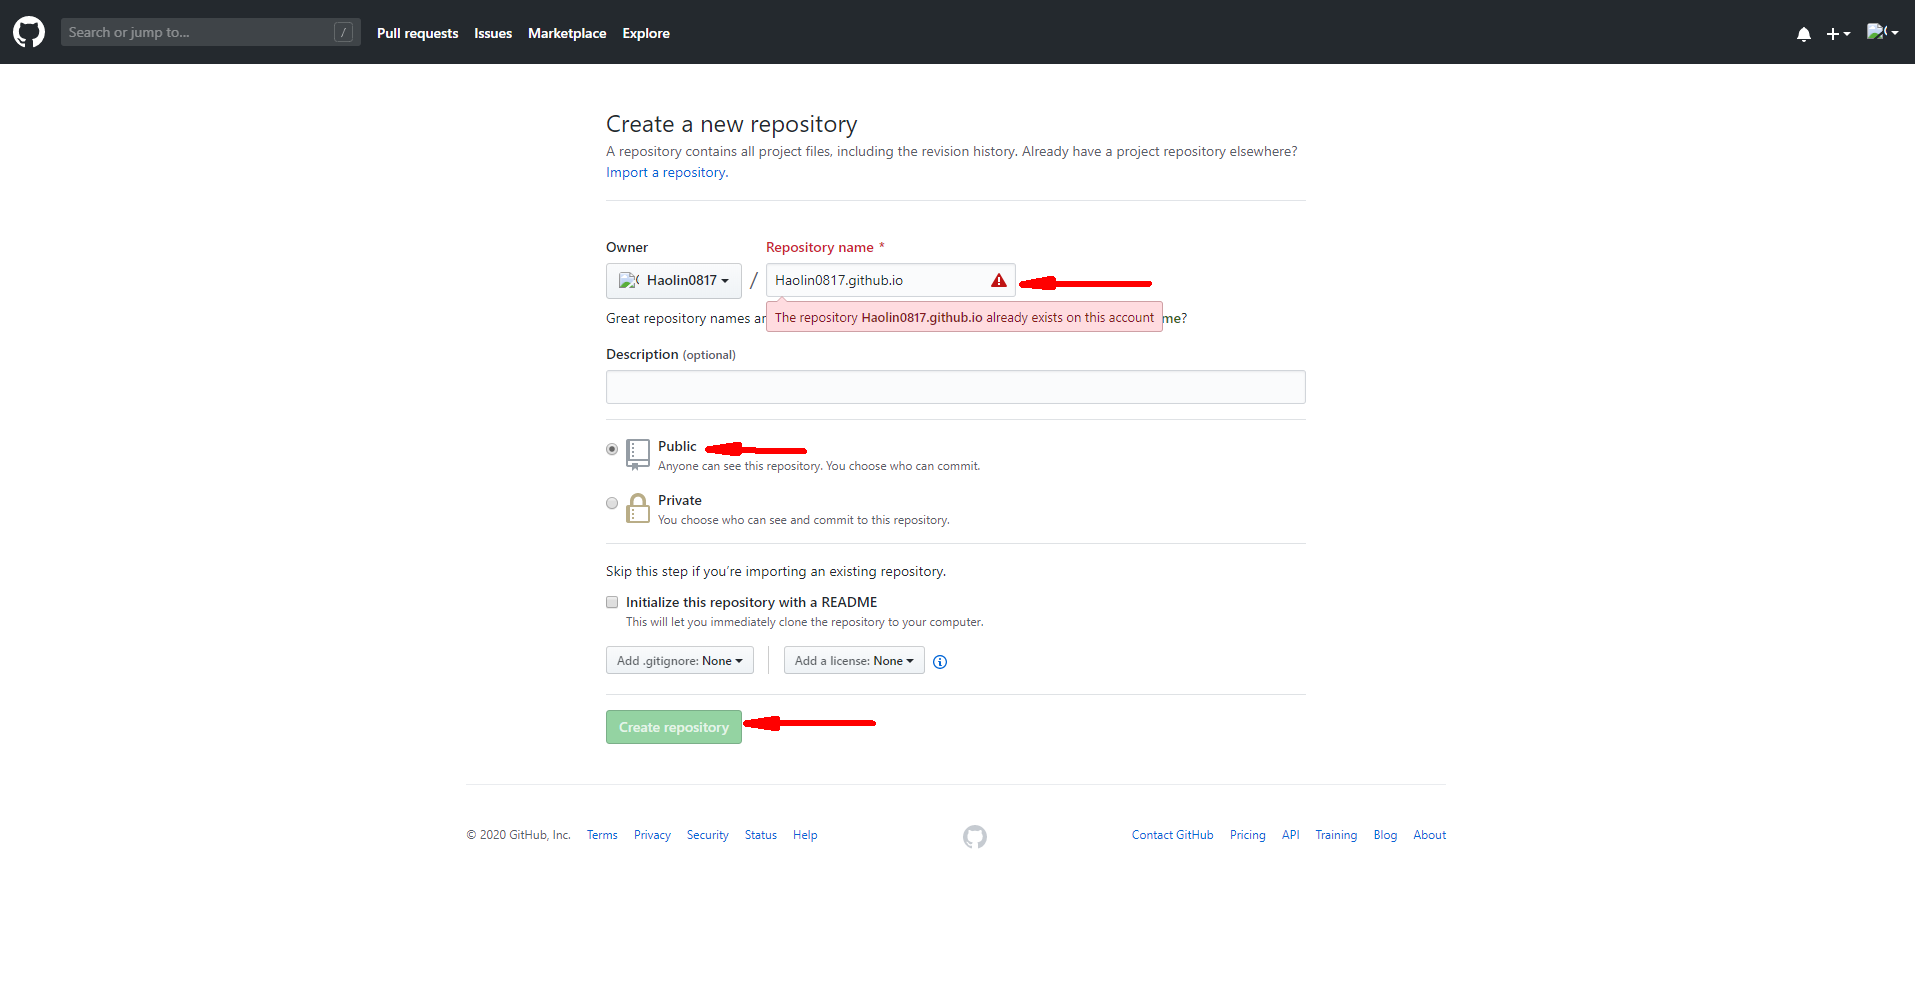 Search or jump to... / Pull requests Issues Marketplace Explore
Create a new repository
A repository contains all project files, including the revision history. Already have a project repository elsewhere?
Import a repository.
Owner Repository name *
Haolin0817 / Haolin0817.github.io
Great repository names ar me?
The repository Haolin0817.github.io already exists on this account
Description (optional)
Public
Anyone can see this repository. You choose who can commit.
Private
You choose who can see and commit to this repository.
Skip this step if you’re importing an existing repository.
Initialize this repository with a README
This will let you immediately clone the repository to your computer.
Add .gitignore: None Add a license: None
Create repository
© 2020 GitHub, Inc. Terms Privacy Security Status Help Contact GitHub Pricing API Training Blog About